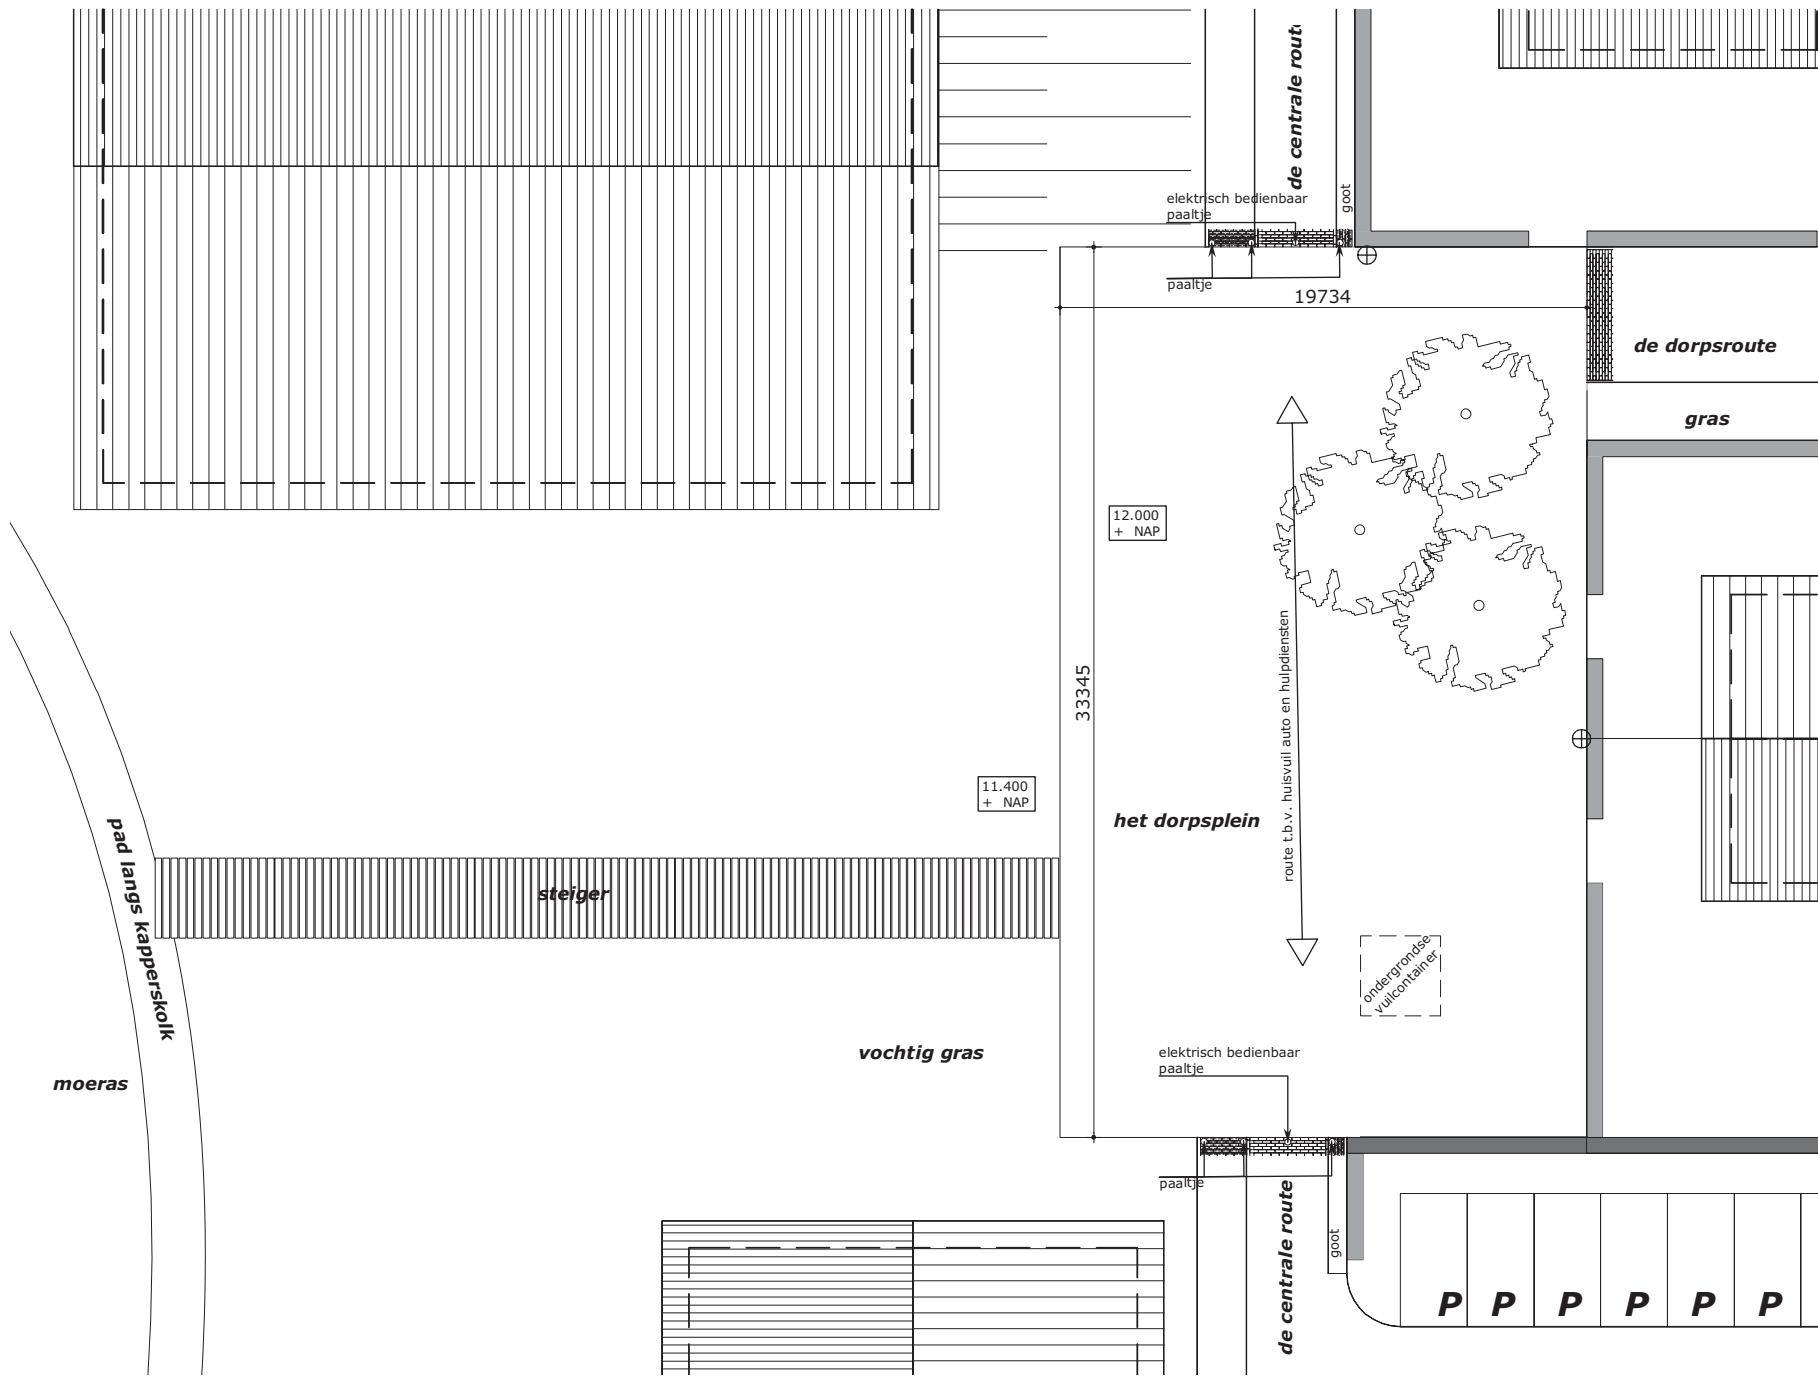 de centrale route
elektrisch bedienbaar
paaltje
goot
paaltje
19734
de dorpsroute
gras
12.000
+ NAP
33345
route t.b.v. huisvuil auto en hulpdiensten
11.400
+ NAP
het dorpsplein
pad langs kapperskolk
steiger
ondergrondse
vuilcontainer
vochtig gras
elektrisch bedienbaar
paaltje
moeras
paaltje
de centrale route
goot
P P P P P P